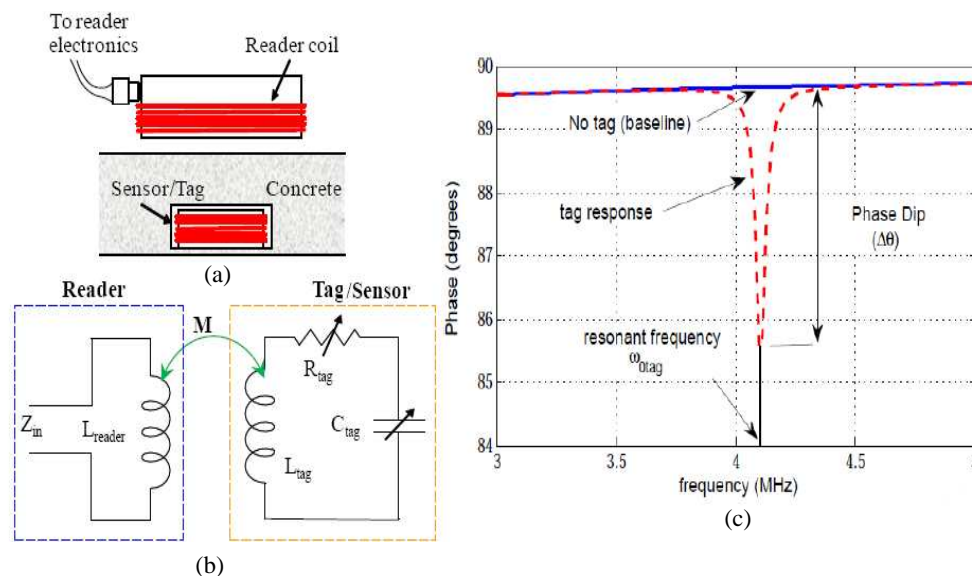 To reader
electronics
Reader coil
Sensor/Tag
Concrete
(a)
Reader
Tag/Sensor
M
R_tag
Z_in
L_reader
C_tag
L_tag
(b)
90
89
88
87
86
85
84
Phase (degrees)
No tag (baseline)
tag response
Phase Dip
(Δθ)
resonant frequency
ω_0tag
3
3.5
4
4.5
frequency (MHz)
(c)